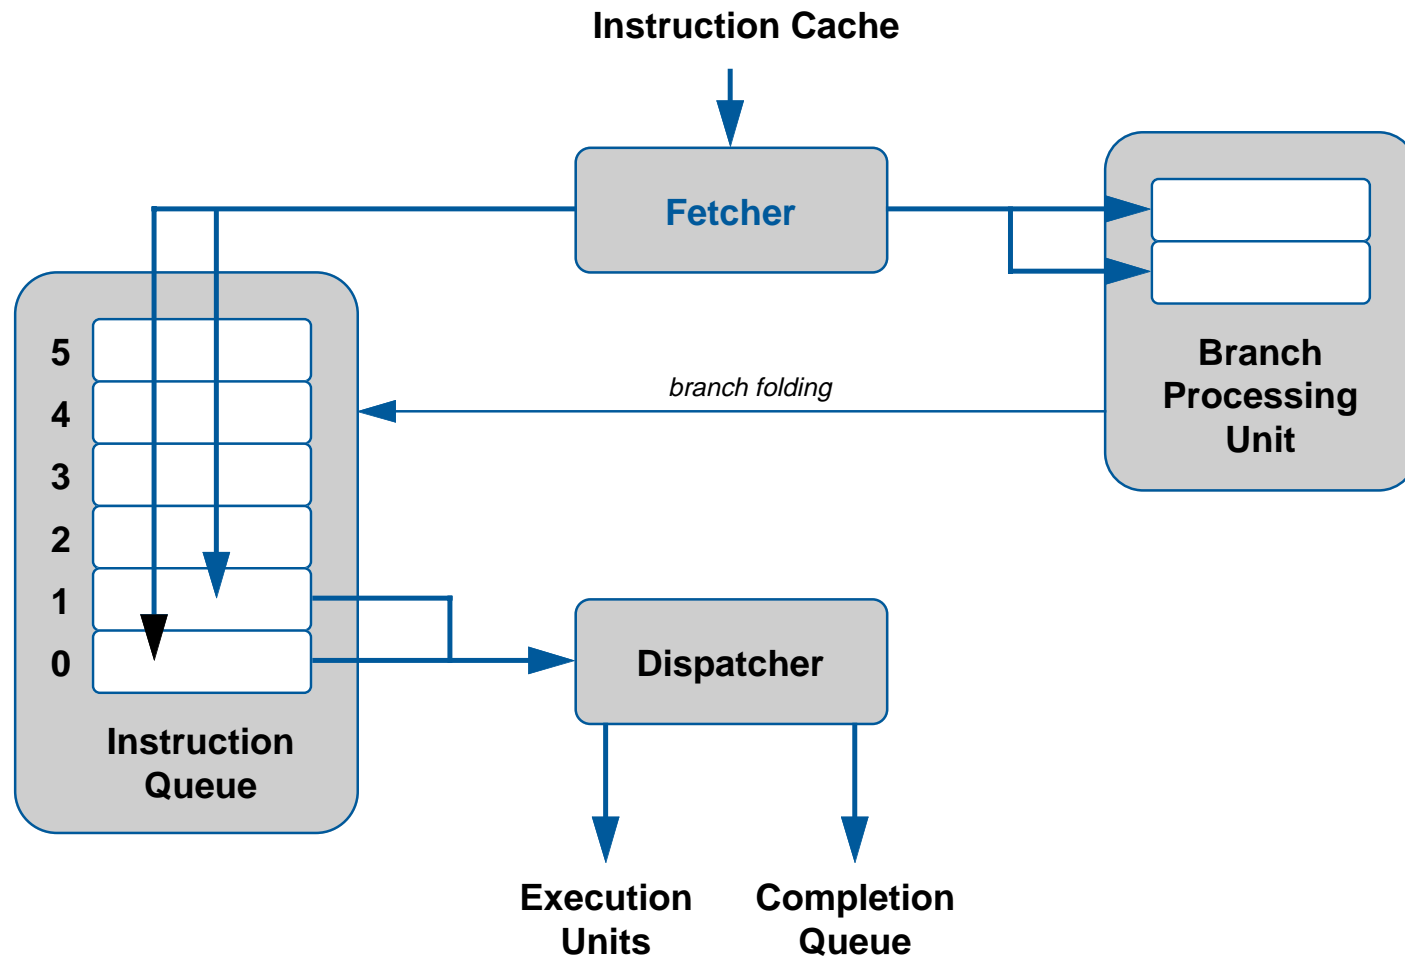 Instruction Cache
Fetcher
Branch
Processing
Unit
branch folding
5
4
3
2
1
0
Instruction
Queue
Dispatcher
Execution
Units
Completion
Queue